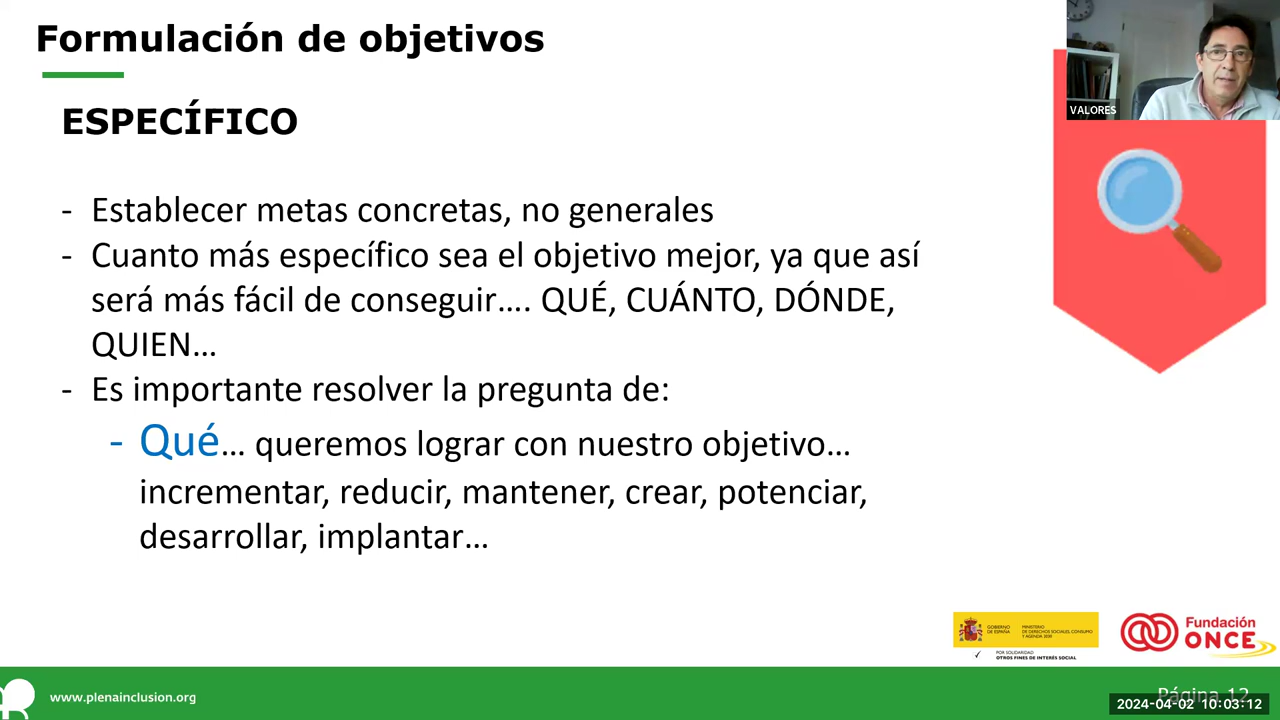 Formulación de objetivos
VALORES
ESPECÍFICO
- Establecer metas concretas, no generales
- Cuanto más específico sea el objetivo mejor, ya que así
será más fácil de conseguir…. QUÉ, CUÁNTO, DÓNDE,
QUIEN…
- Es importante resolver la pregunta de:
- Qué… queremos lograr con nuestro objetivo…
incrementar, reducir, mantener, crear, potenciar,
desarrollar, implantar…
GOBIERNO
DE ESPAÑA
MINISTERIO
DE DERECHOS SOCIALES, CONSUMO
Y AGENDA 2030
POR SOLIDARIDAD
OTROS FINES DE INTERÉS SOCIAL
Fundación
ONCE
www.plenainclusion.org
Página 12
2024-04-02 10:03:12